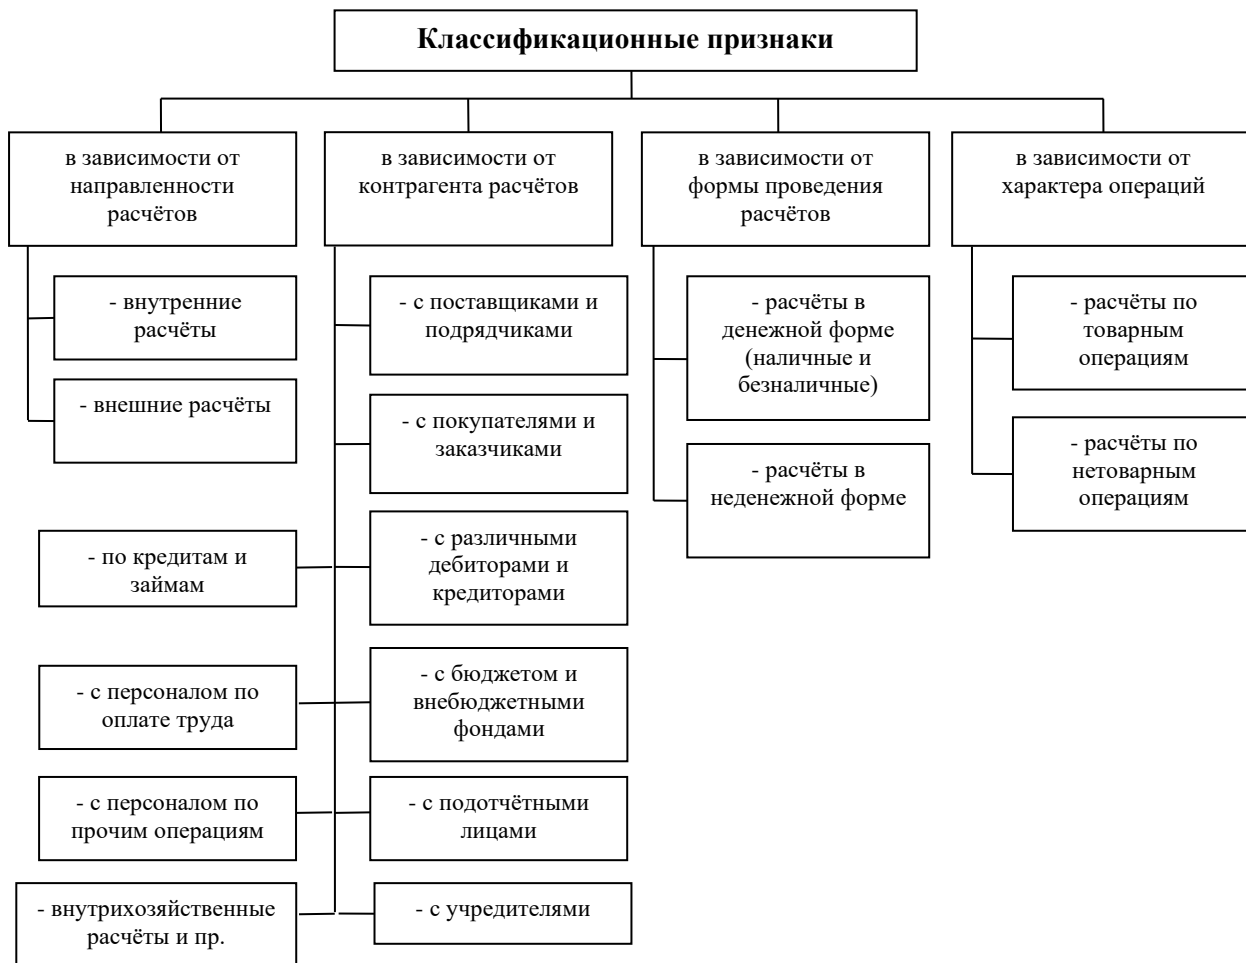 Классификационные признаки
в зависимости от
направленности
расчётов
в зависимости от
контрагента расчётов
в зависимости от
формы проведения
расчётов
в зависимости от
характера операций
- внутренние
расчёты
- внешние расчёты
- с поставщиками и
подрядчиками
- с покупателями и
заказчиками
- по кредитам и
займам
- с различными
дебиторами и
кредиторами
- с персоналом по
оплате труда
- с бюджетом и
внебюджетными
фондами
- с персоналом по
прочим операциям
- с подотчётными
лицами
- внутрихозяйственные
расчёты и пр.
- с учредителями
- расчёты в
денежной форме
(наличные и
безналичные)
- расчёты в
неденежной форме
- расчёты по
товарным
операциям
- расчёты по
нетоварным
операциям